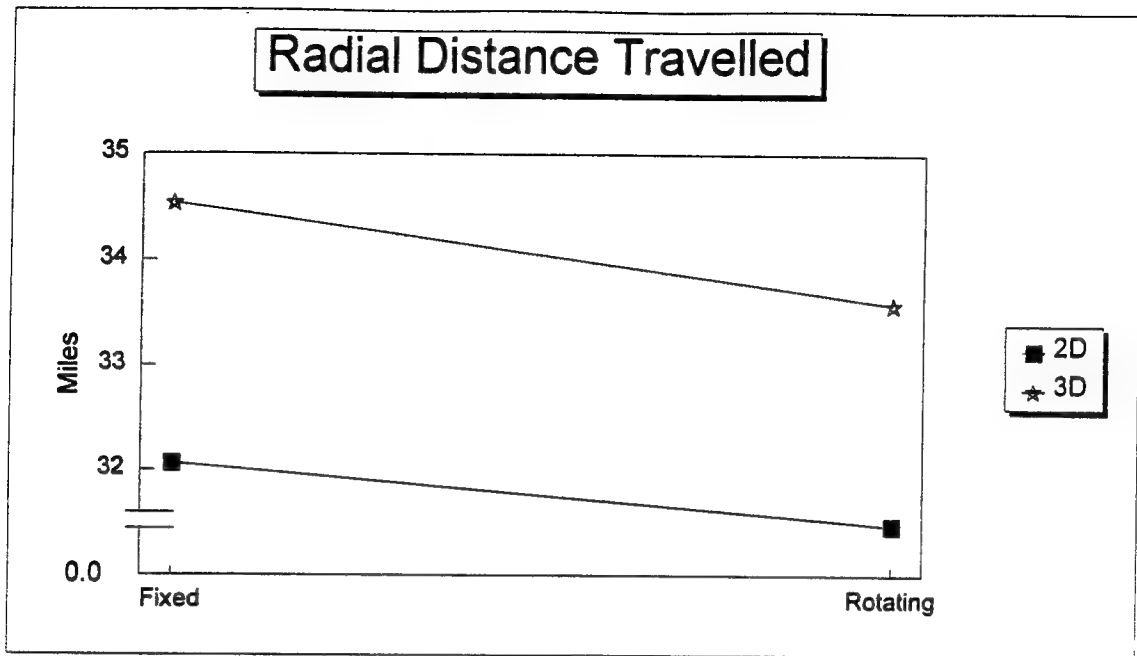 Radial Distance Travelled
35
34
33
32
0.0
Miles
Fixed
Rotating
2D
3D